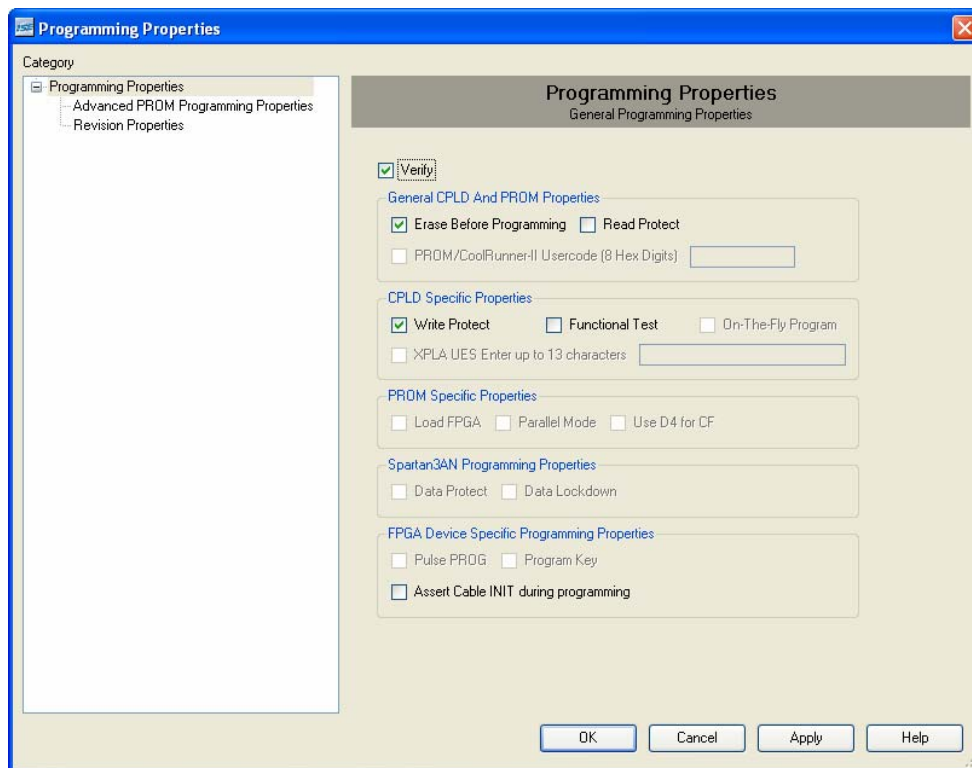 ISE Programming Properties
Category
Programming Properties
Advanced PROM Programming Properties
Revision Properties
Programming Properties
General Programming Properties
Verify
General CPLD And PROM Properties
Erase Before Programming Read Protect
PROM/CoolRunner-II Usercode (8 Hex Digits)
CPLD Specific Properties
Write Protect Functional Test On-The-Fly Program
XPLA UES Enter up to 13 characters
PROM Specific Properties
Load FPGA Parallel Mode Use D4 for CF
Spartan3AN Programming Properties
Data Protect Data Lockdown
FPGA Device Specific Programming Properties
Pulse PROG Program Key
Assert Cable INIT during programming
OK Cancel Apply Help